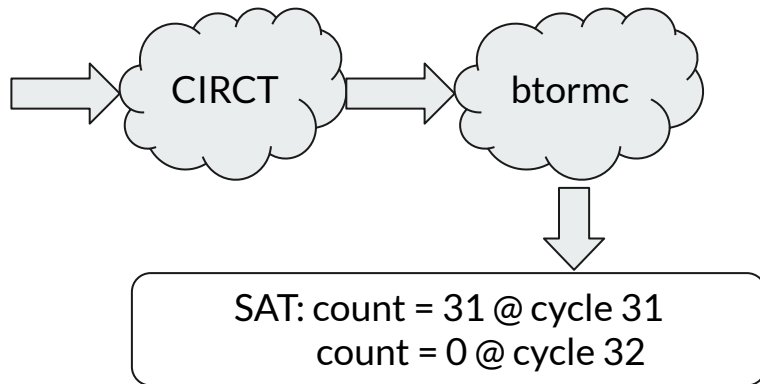 CIRCT
btormc
SAT: count = 31 @ cycle 31
count = 0 @ cycle 32